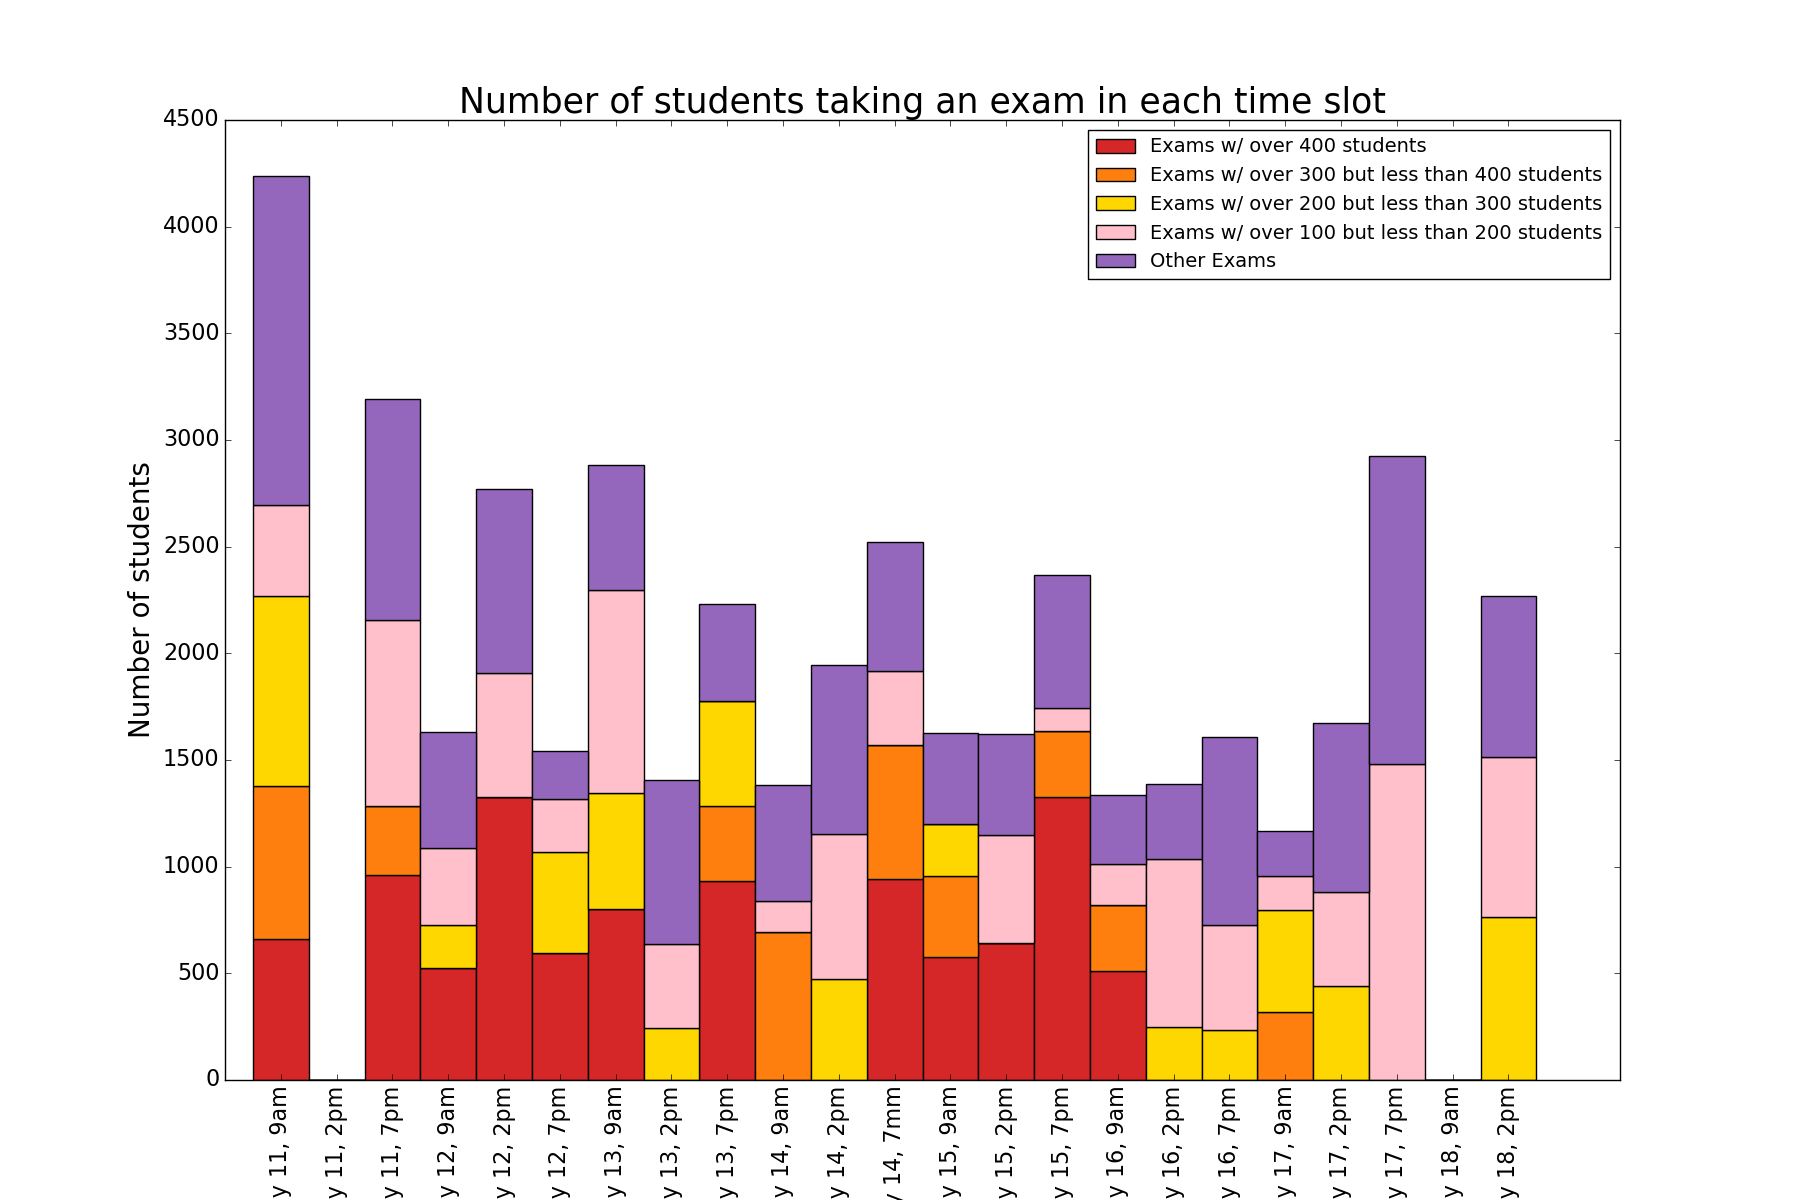 Number of students taking an exam in each time slot
Exams w/ over 400 students
Exams w/ over 300 but less than 400 students
Exams w/ over 200 but less than 300 students
Exams w/ over 100 but less than 200 students
Other Exams
Number of students
4500
4000
3500
3000
2500
2000
1500
1000
500
0
y 11, 9am
y 11, 2pm
y 11, 7pm
y 12, 9am
y 12, 2pm
y 12, 7pm
y 13, 9am
y 13, 2pm
y 13, 7pm
y 14, 9am
y 14, 2pm
y 14, 7mm
y 15, 9am
y 15, 2pm
y 15, 7pm
y 16, 9am
y 16, 2pm
y 16, 7pm
y 17, 9am
y 17, 2pm
y 17, 7pm
y 18, 9am
y 18, 2pm